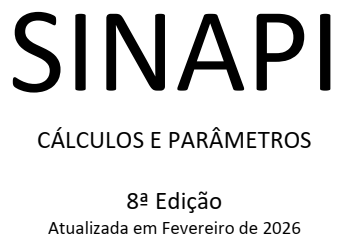 SINAPI
CÁLCULOS E PARÂMETROS
8ª Edição
Atualizada em Fevereiro de 2026